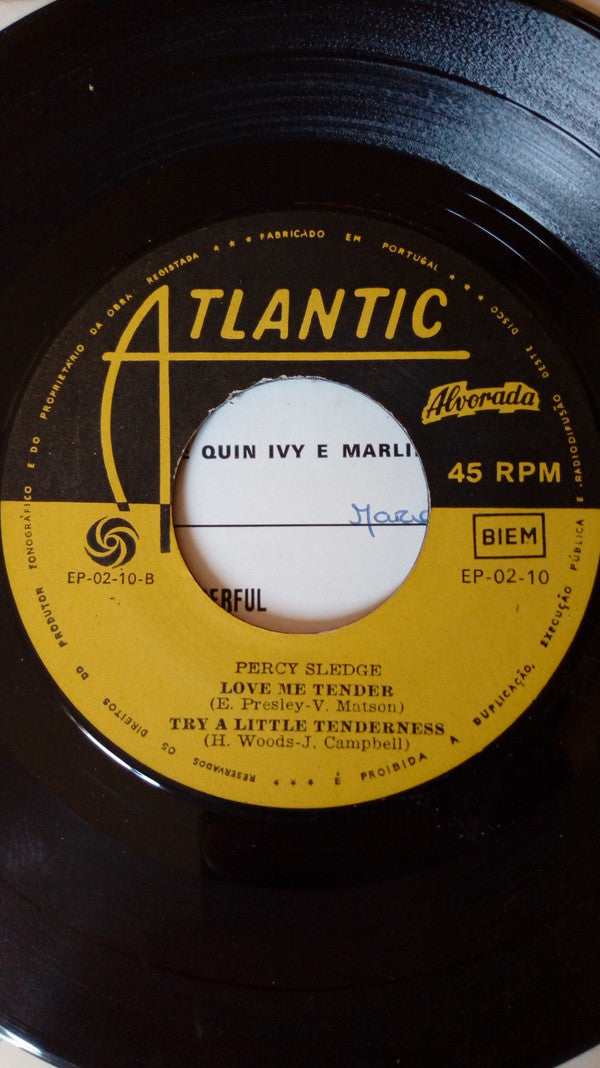 ★ ★ ★ FABRICADO EM PORTUGAL ★ ★ ★
RESERVADOS OS DIREITOS DO PRODUTOR FONOGRÁFICO E DO PROPRIETÁRIO DA OBRA REGISTADA
ATLANTIC
Alvorada
QUIN IVY E MARLI
45 RPM
BIEM
EP-02-10-B
EP-02-10
ERFUL
PERCY SLEDGE
LOVE ME TENDER
(E. Presley-V. Matson)
TRY A LITTLE TENDERNESS
(H. Woods-J. Campbell)
★ ★ ★ É PROIBIDA A DUPLICAÇÃO, EXECUÇÃO PÚBLICA E RADIODIFUSÃO DESTE DISCO